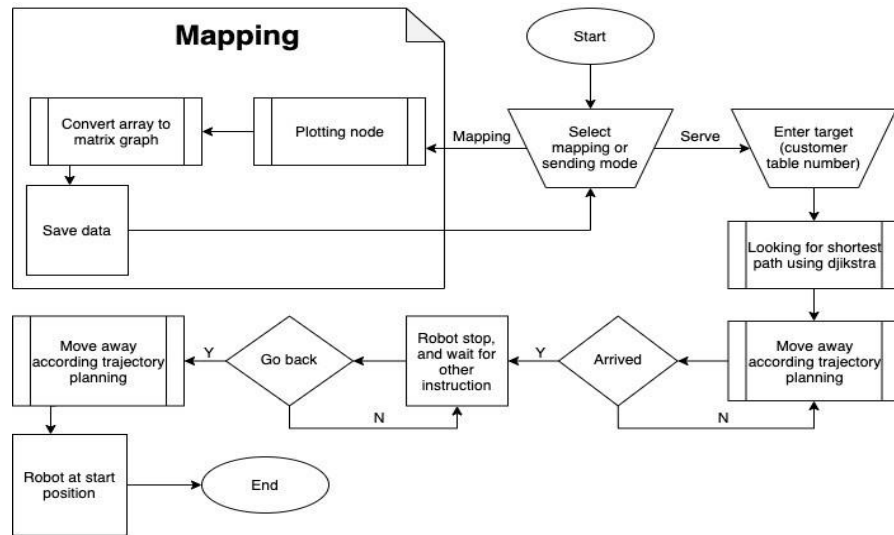 Mapping
Start
Convert array to
matrix graph
Plotting node
Mapping
Select
mapping or
sending mode
Serve
Enter target
(customer
table number)
Save data
Looking for shortest
path using djikstra
Move away
according trajectory
planning
Y
Go back
N
Robot stop,
and wait for
other
instruction
Y
Arrived
N
Move away
according trajectory
planning
Robot at start
position
End